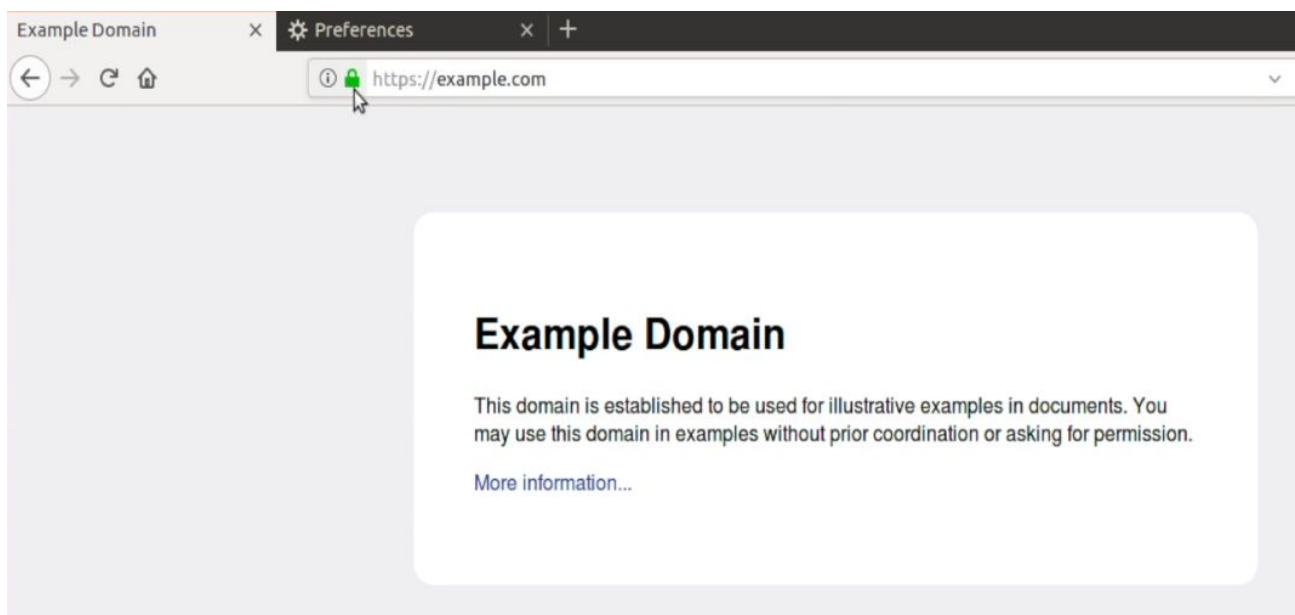 Example Domain
Preferences
https://example.com
Example Domain
This domain is established to be used for illustrative examples in documents. You
may use this domain in examples without prior coordination or asking for permission.
More information...